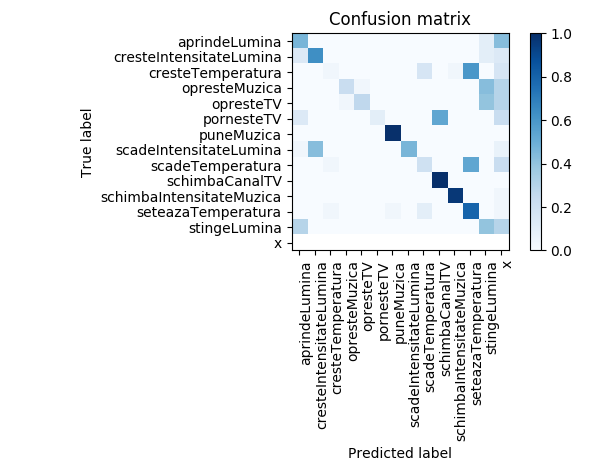 Confusion matrix
True label
aprindeLumina
cresteIntensitateLumina
cresteTemperatura
opresteMuzica
opresteTV
pornesteTV
puneMuzica
scadeIntensitateLumina
scadeTemperatura
schimbaCanalTV
schimbaIntensitateMuzica
seteazaTemperatura
stingeLumina
x
aprindeLumina
cresteIntensitateLumina
cresteTemperatura
opresteMuzica
opresteTV
pornesteTV
puneMuzica
scadeIntensitateLumina
scadeTemperatura
schimbaCanalTV
schimbaIntensitateMuzica
seteazaTemperatura
stingeLumina
x
Predicted label
1.0
0.8
0.6
0.4
0.2
0.0